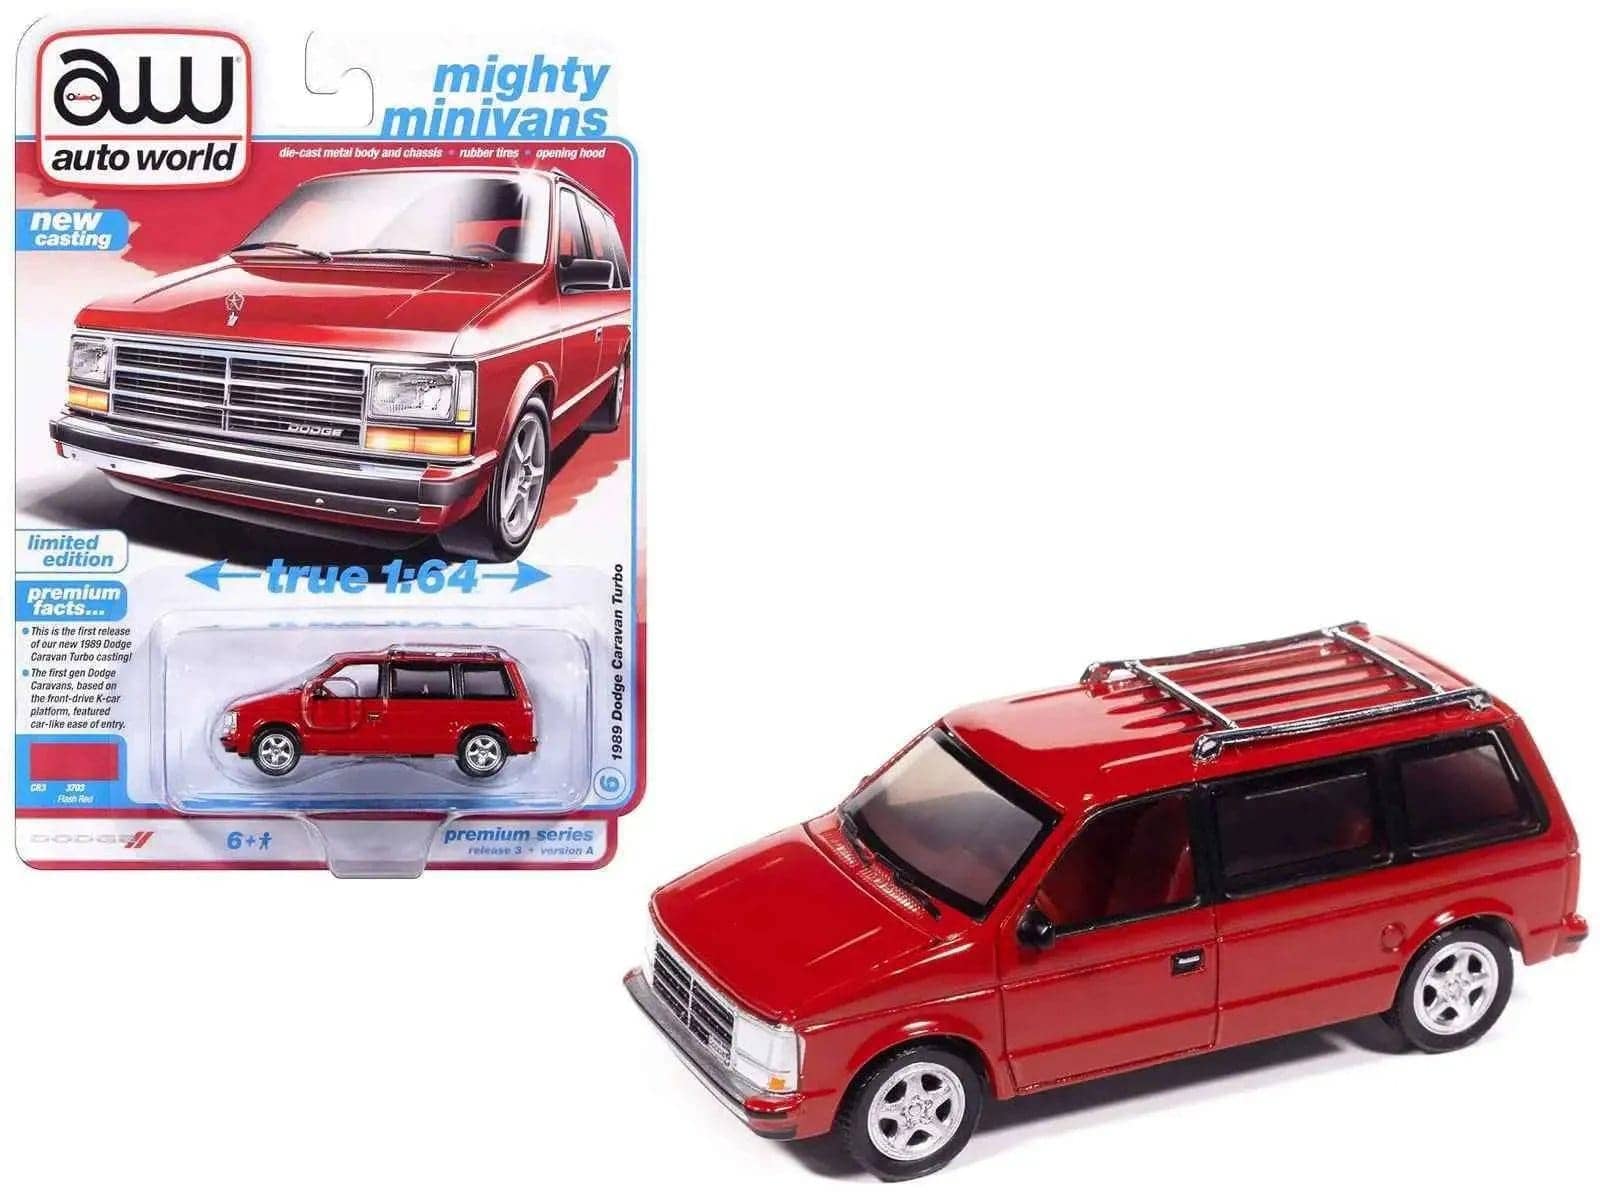 aw
auto world
mighty
minivans
die-cast metal body and chassis • rubber tires • opening hood
new
casting
DODGE
limited
edition
true 1:64
premium
facts...
• This is the first release
of our new 1989 Dodge
Caravan Turbo casting!
• The first gen Dodge
Caravans, based on
the front-drive K-car
platform, featured
car-like ease of entry.
1989 Dodge Caravan Turbo
6
CR3 3703
Flash Red
DODGE
6+
premium series
release 3 • version A